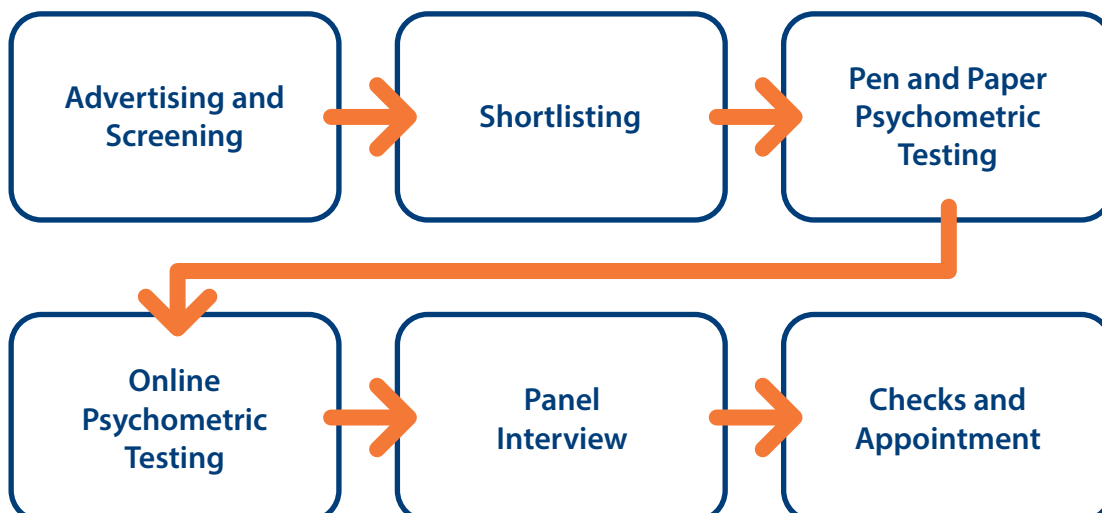 Advertising and
Screening
Shortlisting
Pen and Paper
Psychometric
Testing
Online
Psychometric
Testing
Panel
Interview
Checks and
Appointment